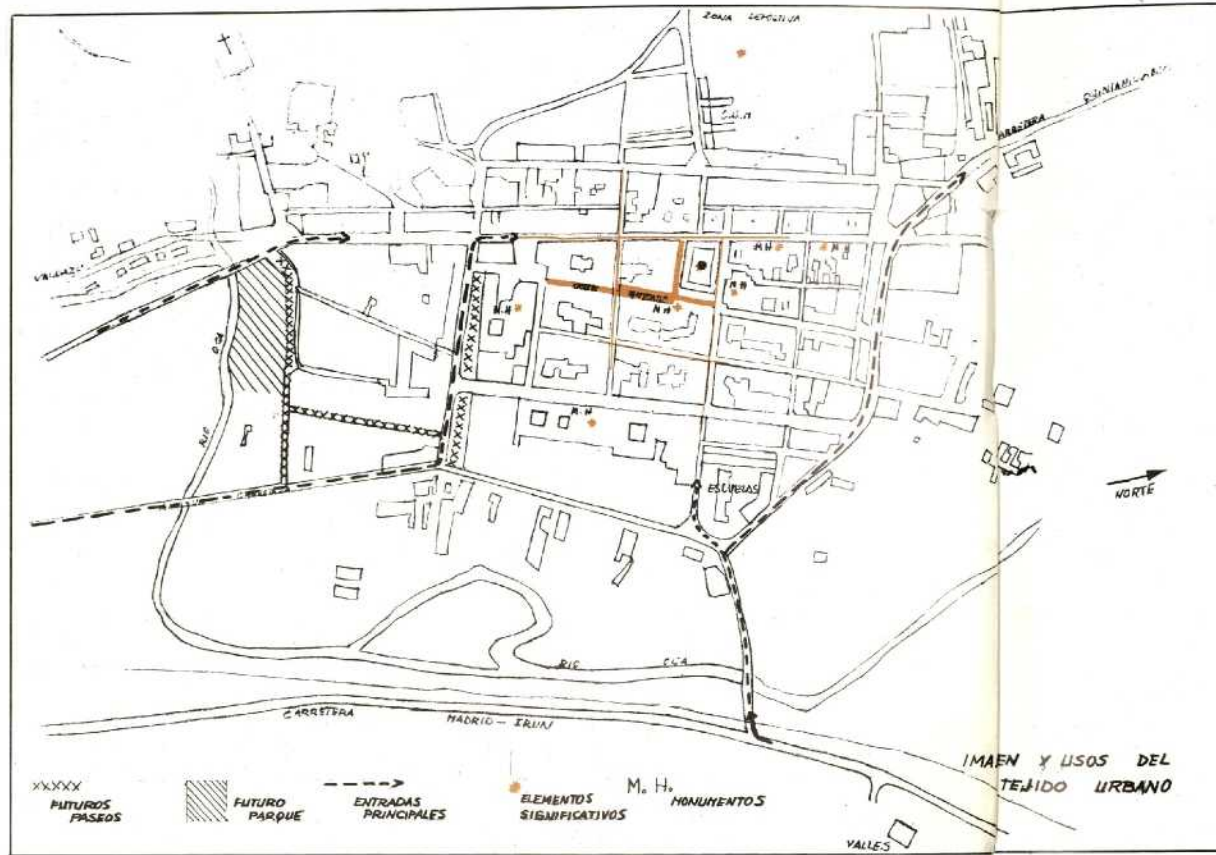 ZONA DEPORTIVA
CARRETERA
VALLADO
M.H
M.H
M.H
M.H
M.H
M.H
RIO
OCA
ESCUELAS
NORTE
RIO OCA
CARRETERA MADRID - IRUN
IMAEN Y USOS DEL
TEJIDO URBANO
XXXXX
FUTUROS
PASEOS
FUTURO
PARQUE
ENTRADAS
PRINCIPALES
ELEMENTOS
SIGNIFICATIVOS
M. H. MONUMENTOS
VALLES